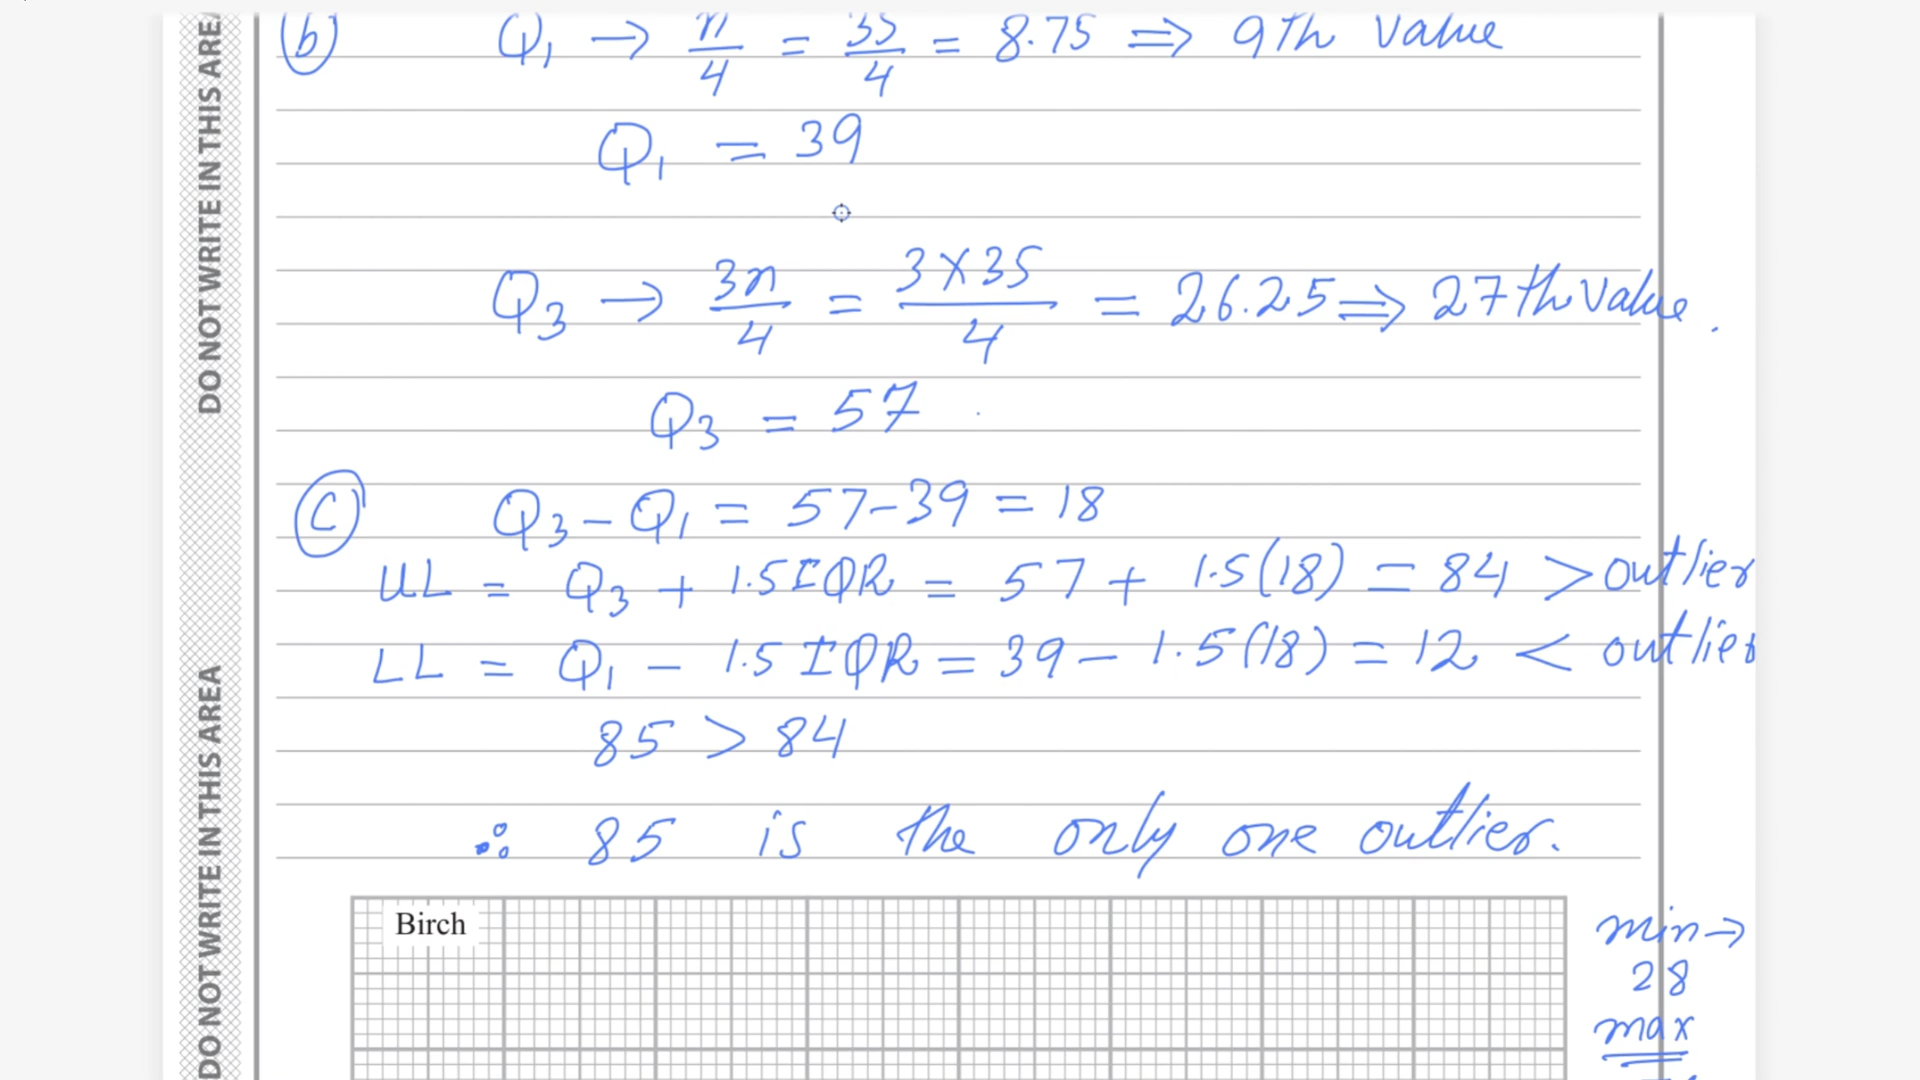 (b) Q₁ → n/4 = 35/4 = 8.75 ⇒ 9th value
Q₁ = 39
Q₃ → 3n/4 = 3×35/4 = 26.25 ⇒ 27th value.
Q₃ = 57
(c) Q₃ - Q₁ = 57-39 = 18
UL = Q₃ + 1.5IQR = 57 + 1.5(18) = 84 > outlier
LL = Q₁ - 1.5 IQR = 39 - 1.5(18) = 12 < outlier
85 > 84
∴ 85 is the only one outlier.
Birch
min →
28
max
DO NOT WRITE IN THIS AREA
DO NOT WRITE IN THIS AREA